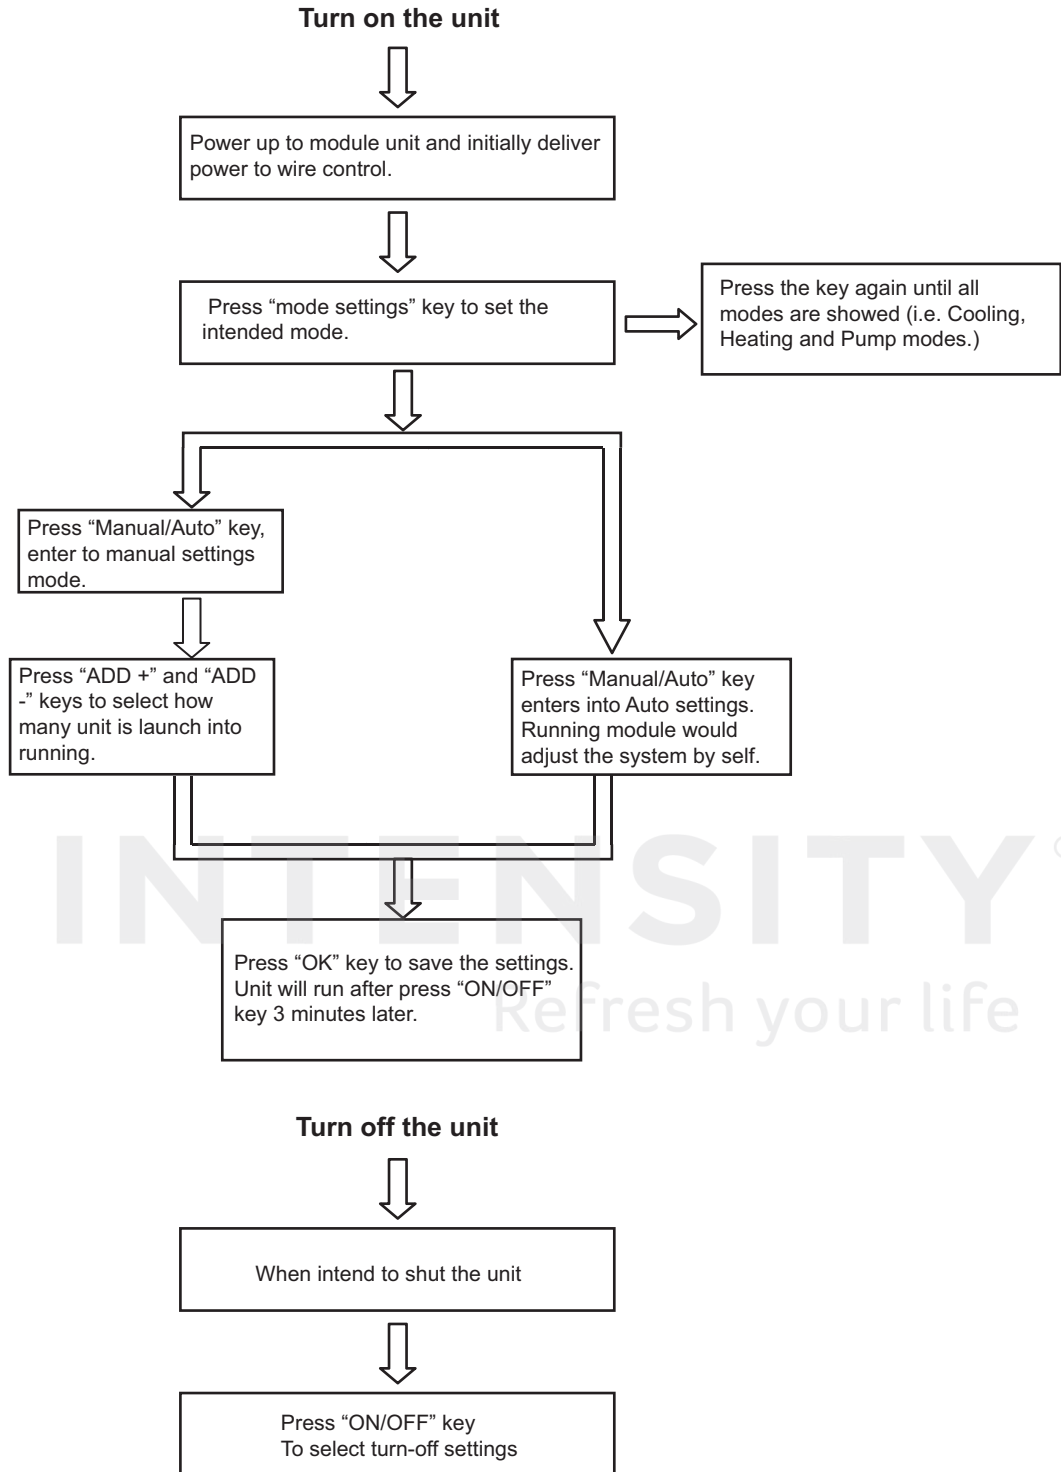 Turn on the unit
Power up to module unit and initially deliver
power to wire control.
Press “mode settings” key to set the
intended mode.
Press the key again until all
modes are showed (i.e. Cooling,
Heating and Pump modes.)
Press “Manual/Auto” key,
enter to manual settings
mode.
Press “ADD +” and “ADD
-” keys to select how
many unit is launch into
running.
Press “Manual/Auto” key
enters into Auto settings.
Running module would
adjust the system by self.
INTENSITY®
Refresh your life
Press “OK” key to save the settings.
Unit will run after press “ON/OFF”
key 3 minutes later.
Turn off the unit
When intend to shut the unit
Press “ON/OFF” key
To select turn-off settings